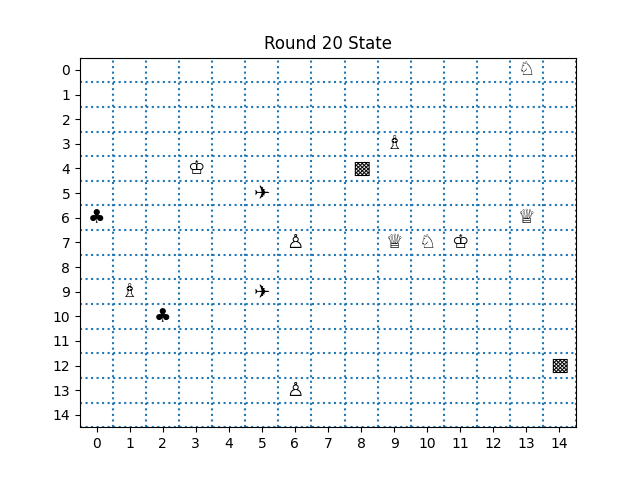 Round 20 State
0 ♘
1
2
3 ♗
4 ♔ ▩
5 ✈
6 ♣ ♕
7 ♙ ♕ ♘ ♔
8
9 ♗ ✈
10 ♣
11
12 ▩
13 ♙
14
0 1 2 3 4 5 6 7 8 9 10 11 12 13 14